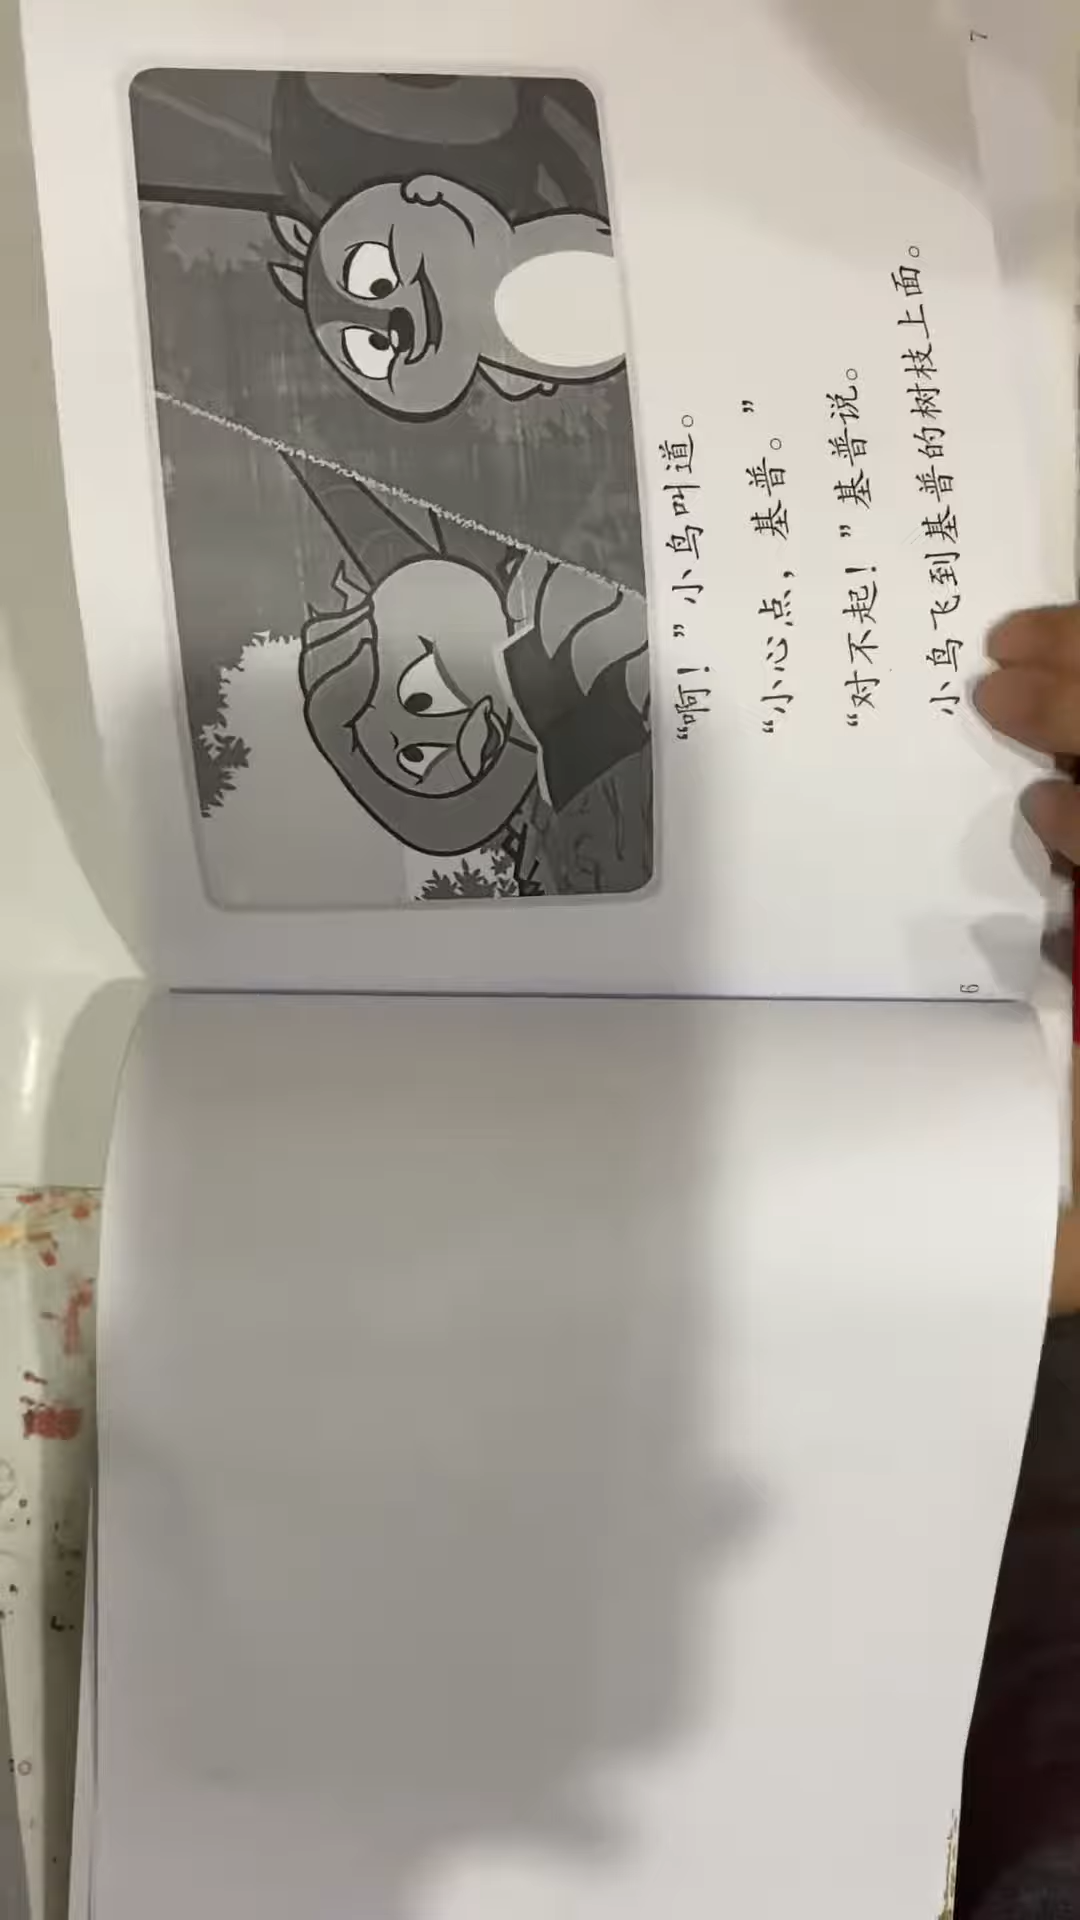 “啊！”小鸟叫道。
“小心点，基普。”
“对不起！”基普说。
小鸟飞到基普的树枝上面。
6
7